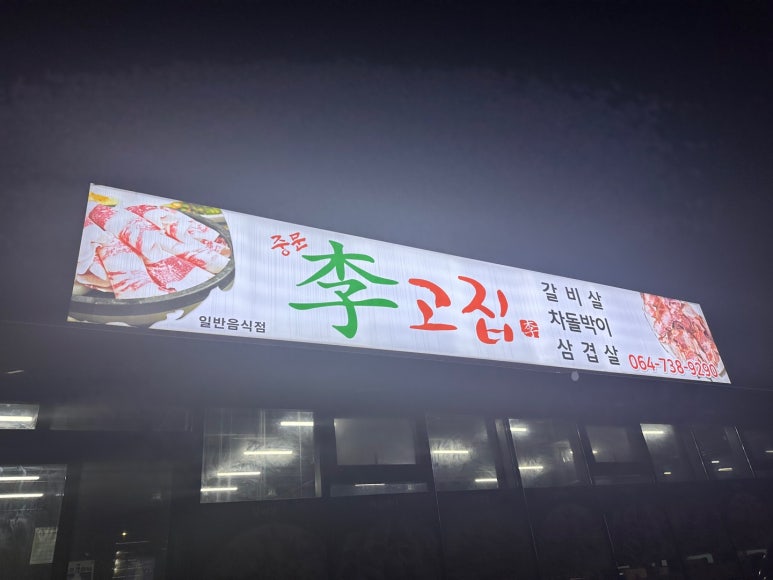 중문
李고집
李
일반음식점
갈비살
차돌박이
삼겹살
064-738-9290